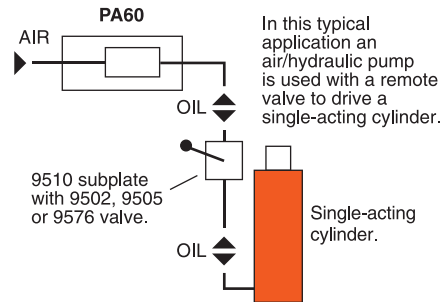 PA60
AIR
In this typical
application an
air/hydraulic pump
is used with a remote
valve to drive a
single-acting cylinder.
OIL
9510 subplate
with 9502, 9505
or 9576 valve.
Single-acting
cylinder.
OIL